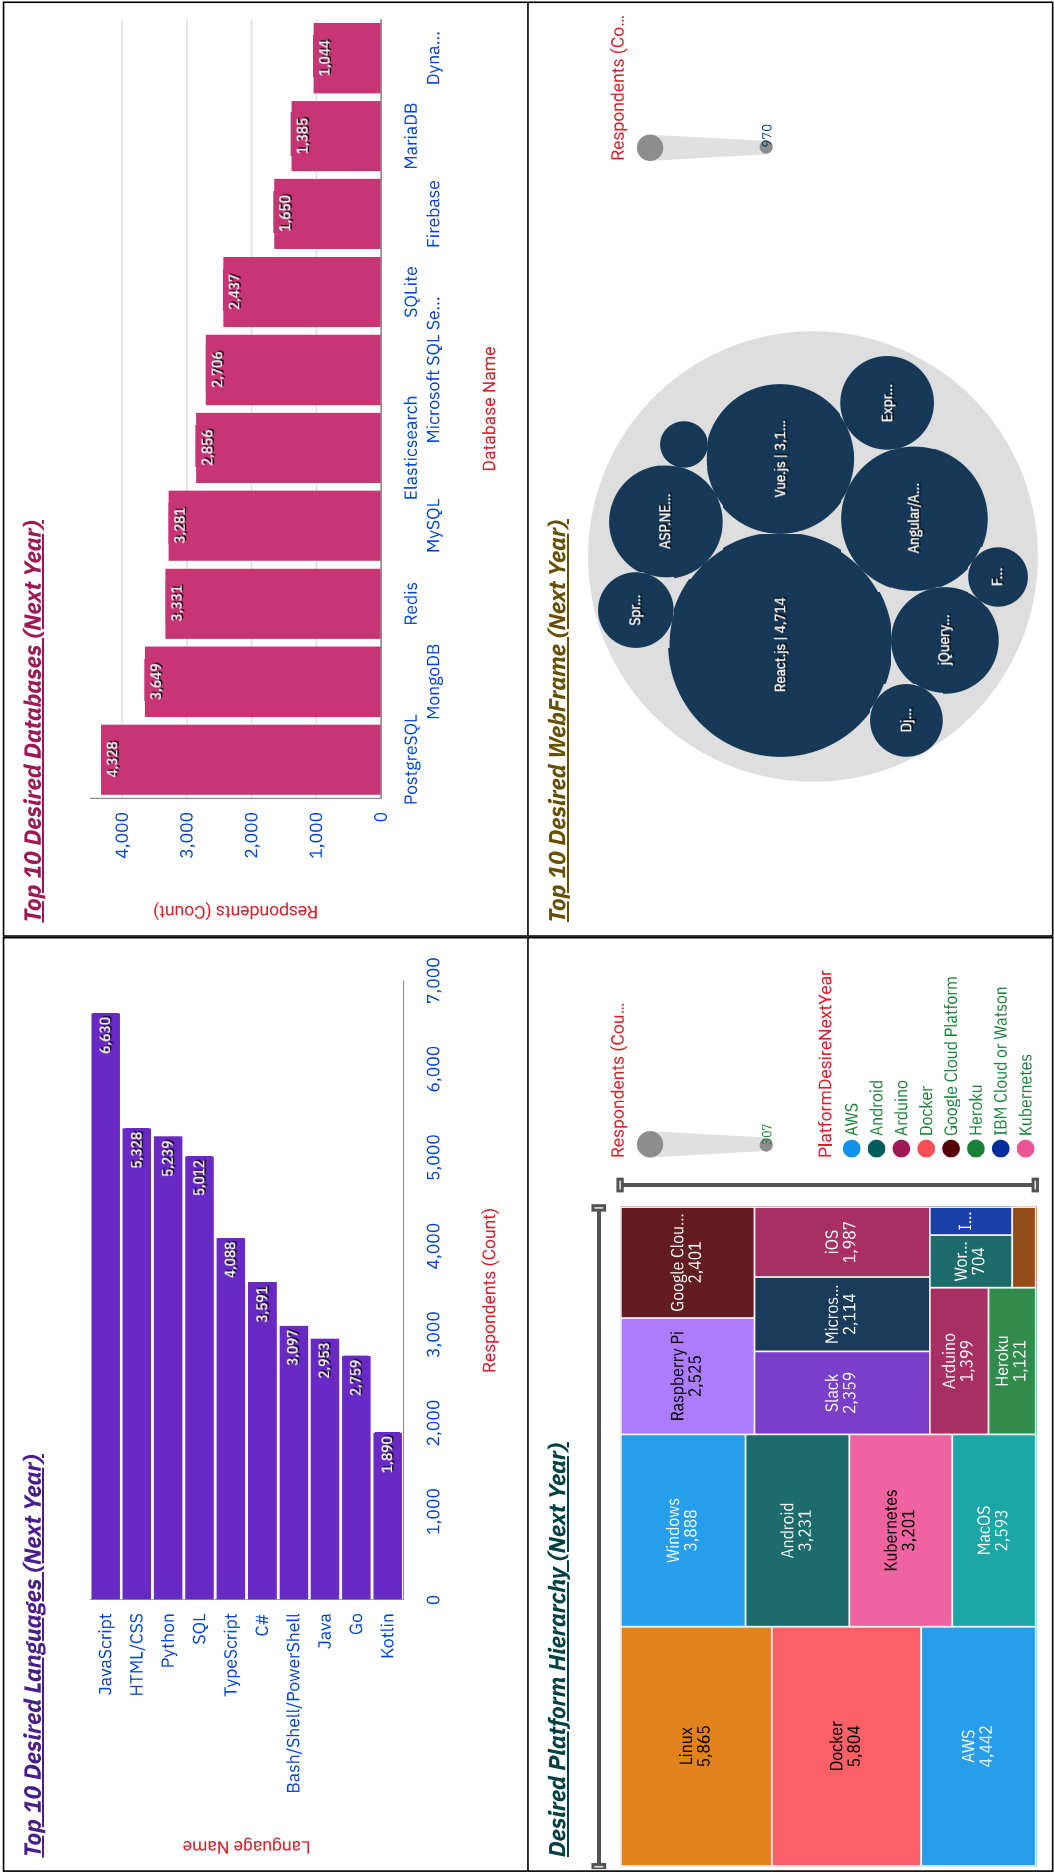 Top 10 Desired Languages (Next Year)
Language Name
JavaScript
HTML/CSS
Python
SQL
TypeScript
C#
Bash/Shell/PowerShell
Java
Go
Kotlin
6,630
5,328
5,239
5,012
4,088
3,591
3,097
2,953
2,759
1,890
0
1,000
2,000
3,000
4,000
5,000
6,000
7,000
Respondents (Count)
Top 10 Desired Databases (Next Year)
Respondents (Count)
4,000
3,000
2,000
1,000
0
4,328
3,649
3,331
3,281
2,856
2,706
2,437
1,650
1,385
1,044
PostgreSQL
MongoDB
Redis
MySQL
Elasticsearch
Microsoft SQL Se...
SQLite
Firebase
MariaDB
Dyna...
Database Name
Desired Platform Hierarchy (Next Year)
Linux
5,865
Docker
5,804
AWS
4,442
Windows
3,888
Android
3,231
Kubernetes
3,201
MacOS
2,593
Raspberry Pi
2,525
Google Clou...
2,401
Slack
2,359
Micros...
2,114
iOS
1,987
Arduino
1,399
Heroku
1,121
Wor...
704
I...
Respondents (Cou...
307
PlatformDesireNextYear
AWS
Android
Arduino
Docker
Google Cloud Platform
Heroku
IBM Cloud or Watson
Kubernetes
Top 10 Desired WebFrame (Next Year)
Spr...
ASP.NE...
React.js | 4,714
Vue.js | 3,1...
Dj...
jQuery...
Angular/A...
Expr...
F...
Respondents (Co...
970